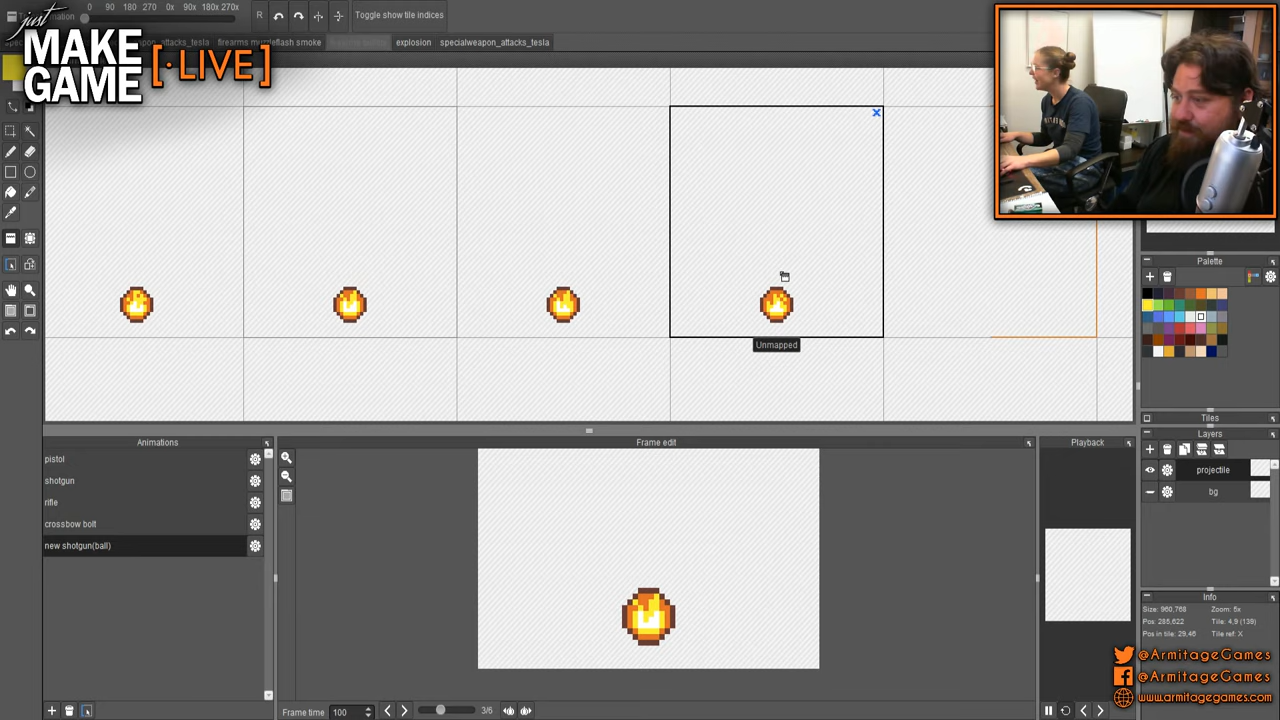 0 90 180 270 0x 90x 180x 270x
R
Toggle show tile indices
just
MAKE
GAME
[·LIVE]
firearms muzzleflash smoke
explosion
specialweapon_attacks_tesla
Unmapped
Palette
Tiles
Layers
projectile
bg
Animations
Frame edit
Playback
pistol
shotgun
rifle
crossbow bolt
new shotgun(ball)
Info
Size: 960,768
Zoom: 5x
Pos: 285,622
Tile: 4,9 (139)
Pos in tile: 29,46
Tile ref: X
@ArmitageGames
@ArmitageGames
www.armitagegames.com
Frame time 100
3/6